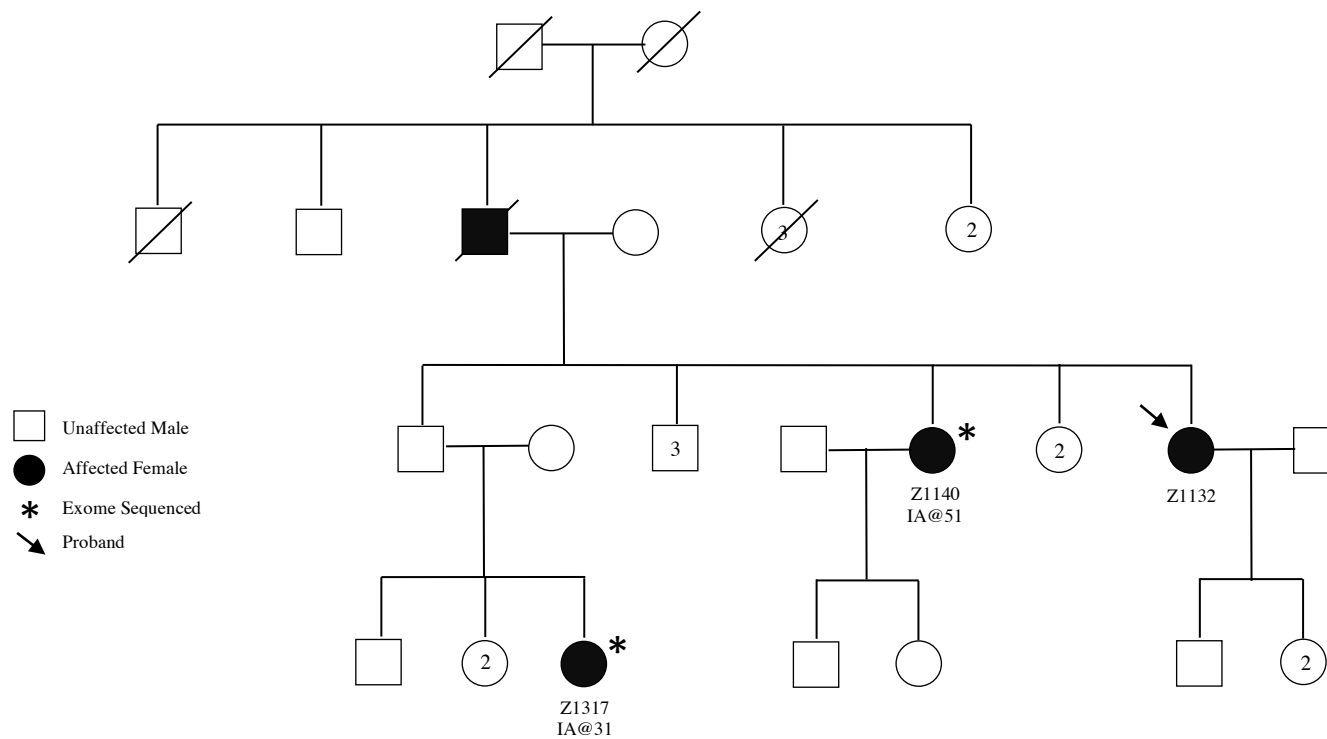 3
2
3
2
Unaffected Male
Affected Female
* Exome Sequenced
Proband
*
Z1140
IA@51
Z1132
2
*
2
Z1317
IA@31